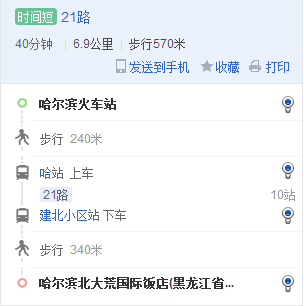 时间短 21路
40分钟 | 6.9公里 | 步行570米
发送到手机 收藏 打印
哈尔滨火车站
步行 240米
哈站 上车
21路 10站
建北小区站 下车
步行 340米
哈尔滨北大荒国际饭店(黑龙江省...